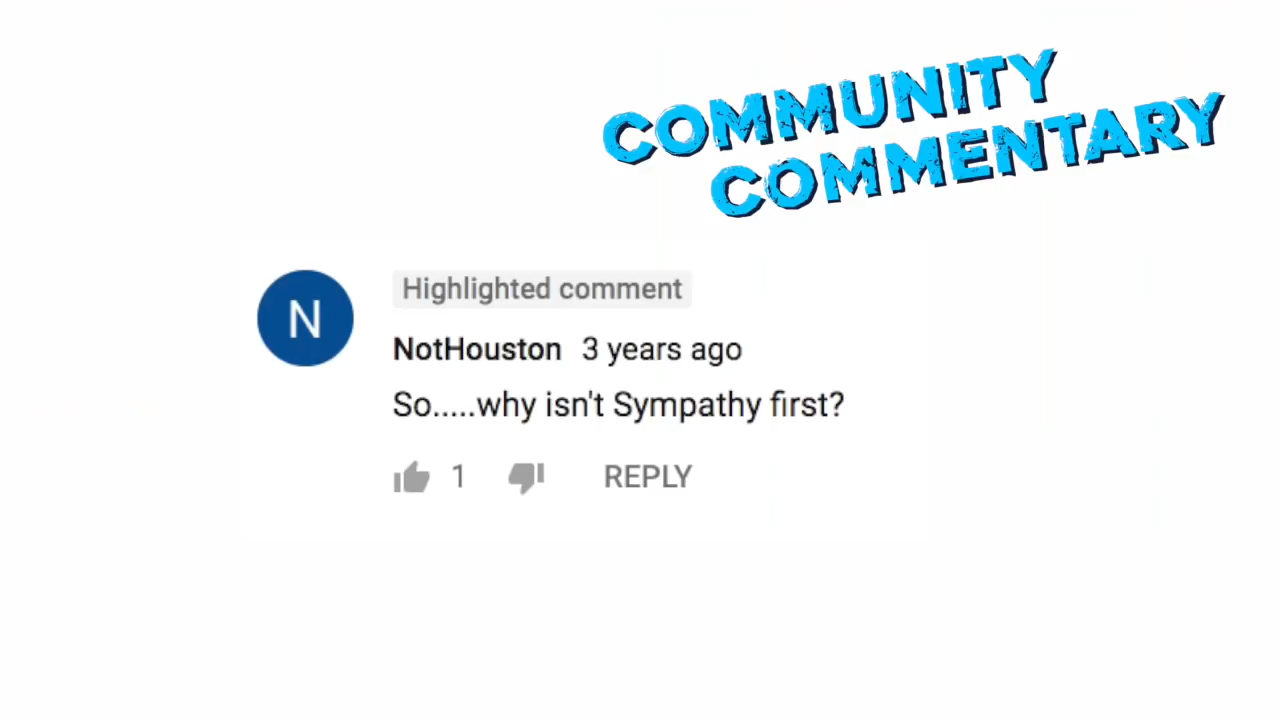 COMMUNITY
COMMENTARY
N
Highlighted comment
NotHouston 3 years ago
So.....why isn't Sympathy first?
1 REPLY